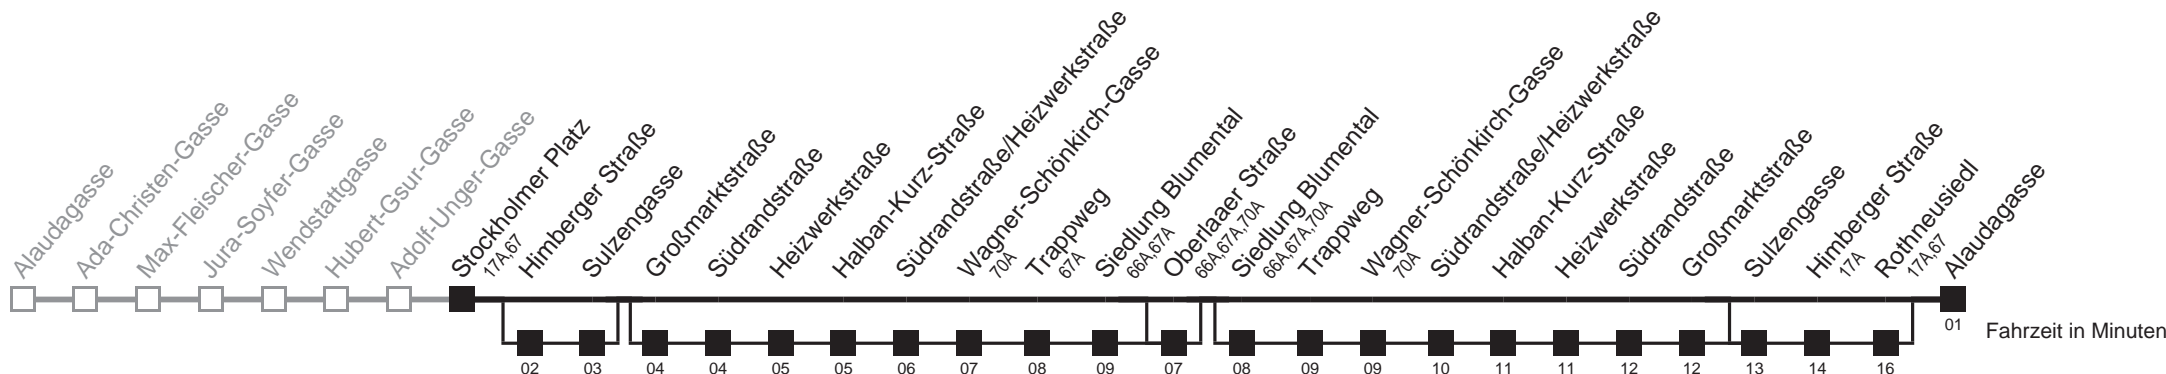 Alaudagasse
Ada-Christen-Gasse
Max-Fleischer-Gasse
Jura-Soyfer-Gasse
Wendstattgasse
Hubert-Gsur-Gasse
Adolf-Unger-Gasse
Stockholmer Platz
17A,67
Himberger Straße
Sulzengasse
Großmarktstraße
Südrandstraße
Heizwerkstraße
Halban-Kurz-Straße
Südrandstraße/Heizwerkstraße
Wagner-Schönkirch-Gasse
70A
Trappweg
67A
Siedlung Blumental
66A,67A
Oberlaaer Straße
66A,67A,70A
Siedlung Blumental
66A,67A,70A
Trappweg
Wagner-Schönkirch-Gasse
70A
Südrandstraße/Heizwerkstraße
Halban-Kurz-Straße
Heizwerkstraße
Südrandstraße
Großmarktstraße
Sulzengasse
Himberger Straße
17A
Rothneusiedl
17A,67
Alaudagasse
01
Fahrzeit in Minuten
02 03 04 04 05 05 06 07 08 09 07 08 09 09 10 11 11 12 12 13 14 16